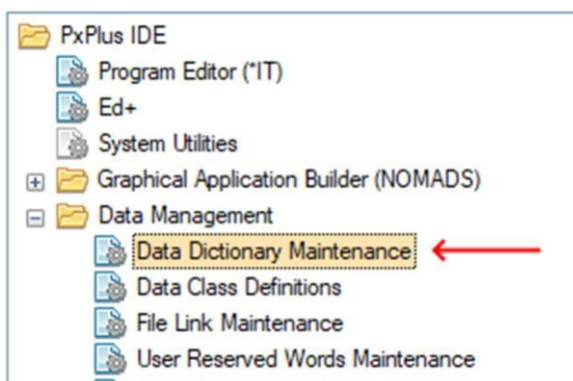 PxPlus IDE
Program Editor (*IT)
Ed+
System Utilities
Graphical Application Builder (NOMADS)
Data Management
Data Dictionary Maintenance
Data Class Definitions
File Link Maintenance
User Reserved Words Maintenance